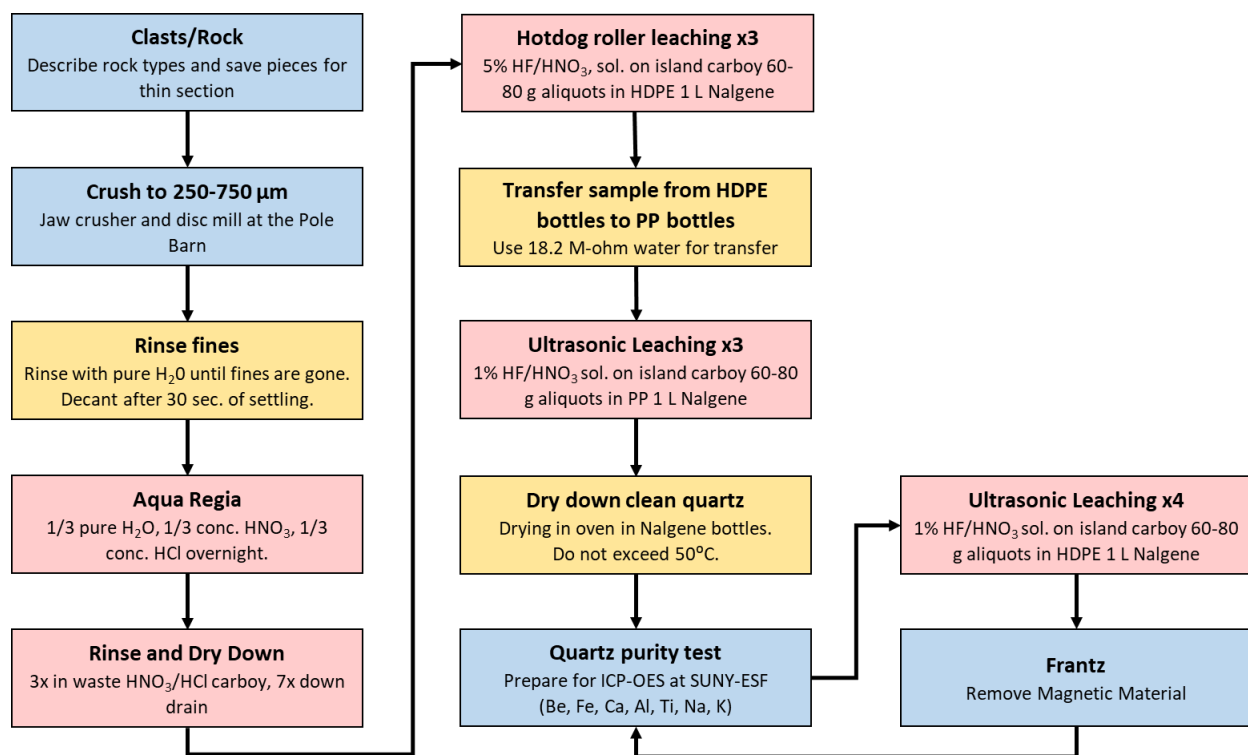 Clasts/Rock
Describe rock types and save pieces for
thin section
Crush to 250-750 µm
Jaw crusher and disc mill at the Pole
Barn
Rinse fines
Rinse with pure H₂0 until fines are gone.
Decant after 30 sec. of settling.
Aqua Regia
1/3 pure H₂O, 1/3 conc. HNO₃, 1/3
conc. HCl overnight.
Rinse and Dry Down
3x in waste HNO₃/HCl carboy, 7x down
drain
Hotdog roller leaching x3
5% HF/HNO₃, sol. on island carboy 60-
80 g aliquots in HDPE 1 L Nalgene
Transfer sample from HDPE
bottles to PP bottles
Use 18.2 M-ohm water for transfer
Ultrasonic Leaching x3
1% HF/HNO₃ sol. on island carboy 60-80
g aliquots in PP 1 L Nalgene
Dry down clean quartz
Drying in oven in Nalgene bottles.
Do not exceed 50°C.
Quartz purity test
Prepare for ICP-OES at SUNY-ESF
(Be, Fe, Ca, Al, Ti, Na, K)
Ultrasonic Leaching x4
1% HF/HNO₃ sol. on island carboy 60-80
g aliquots in HDPE 1 L Nalgene
Frantz
Remove Magnetic Material